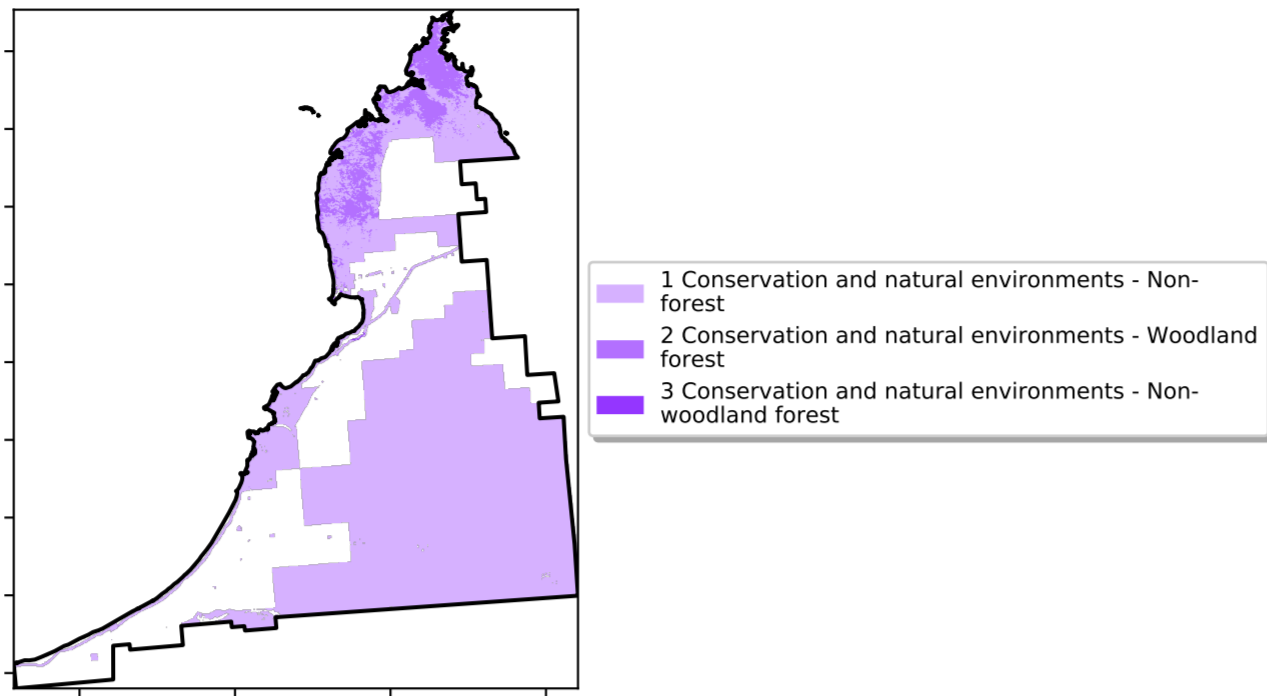 1 Conservation and natural environments - Non-
forest
2 Conservation and natural environments - Woodland
forest
3 Conservation and natural environments - Non-
woodland forest